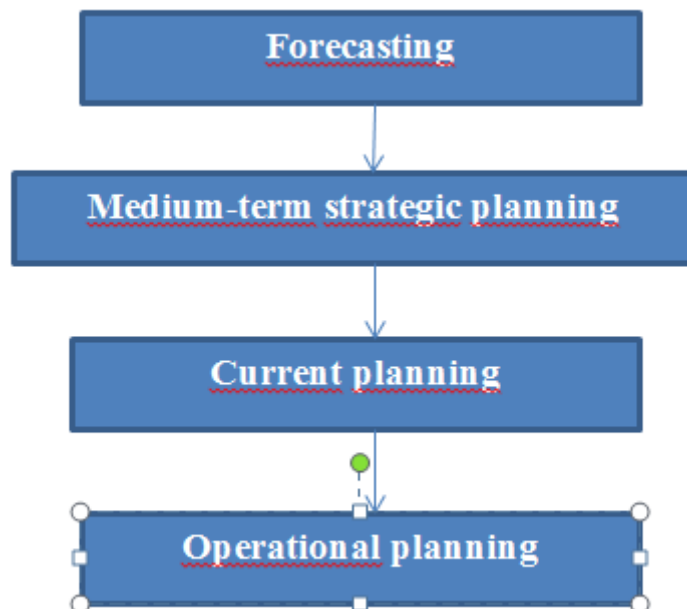 Forecasting
Medium-term strategic planning
Current planning
Operational planning